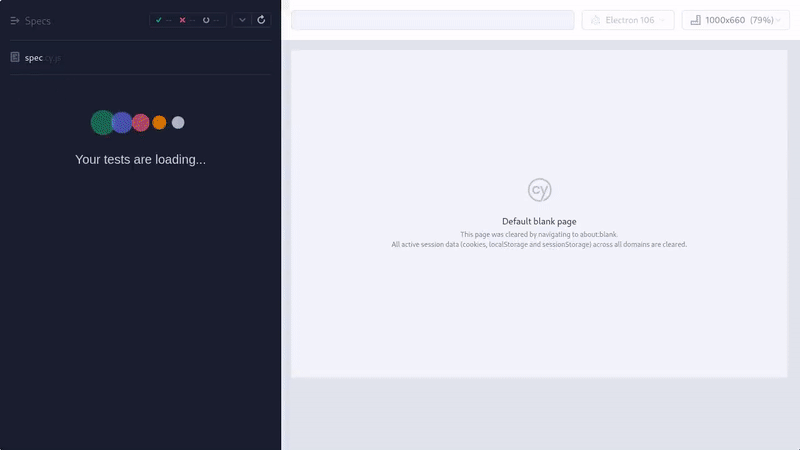 Specs
-- -- --
Electron 106
1000x660 (79%)
spec.cy.js
Your tests are loading...
cy
Default blank page
This page was cleared by navigating to about:blank.
All active session data (cookies, localStorage and sessionStorage) across all domains are cleared.